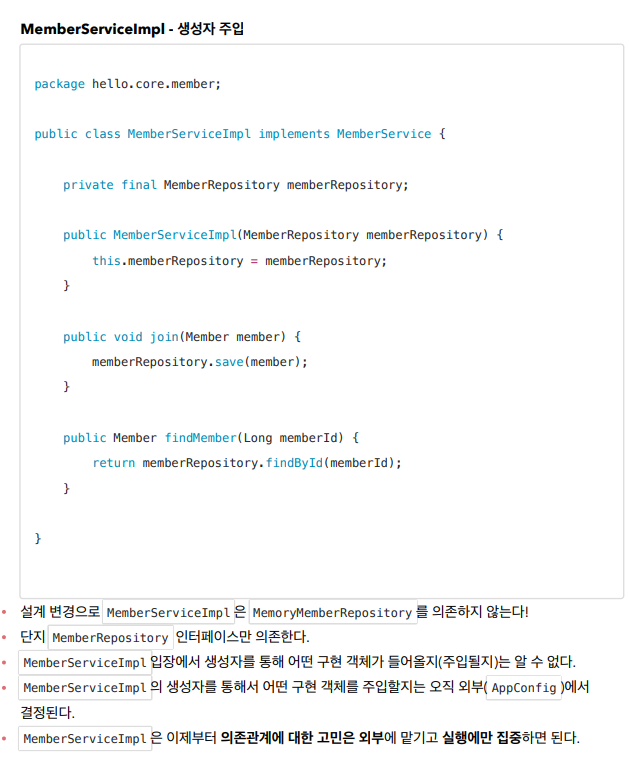 MemberServiceImpl - 생성자 주입
package hello.core.member;
public class MemberServiceImpl implements MemberService {
private final MemberRepository memberRepository;
public MemberServiceImpl(MemberRepository memberRepository) {
this.memberRepository = memberRepository;
}
public void join(Member member) {
memberRepository.save(member);
}
public Member findMember(Long memberId) {
return memberRepository.findById(memberId);
}
}
• 설계 변경으로 MemberServiceImpl 은 MemoryMemberRepository 를 의존하지 않는다!
• 단지 MemberRepository 인터페이스만 의존한다.
• MemberServiceImpl 입장에서 생성자를 통해 어떤 구현 객체가 들어올지(주입될지)는 알 수 없다.
• MemberServiceImpl 의 생성자를 통해서 어떤 구현 객체를 주입할지는 오직 외부( AppConfig )에서
결정된다.
• MemberServiceImpl 은 이제부터 의존관계에 대한 고민은 외부에 맡기고 실행에만 집중하면 된다.